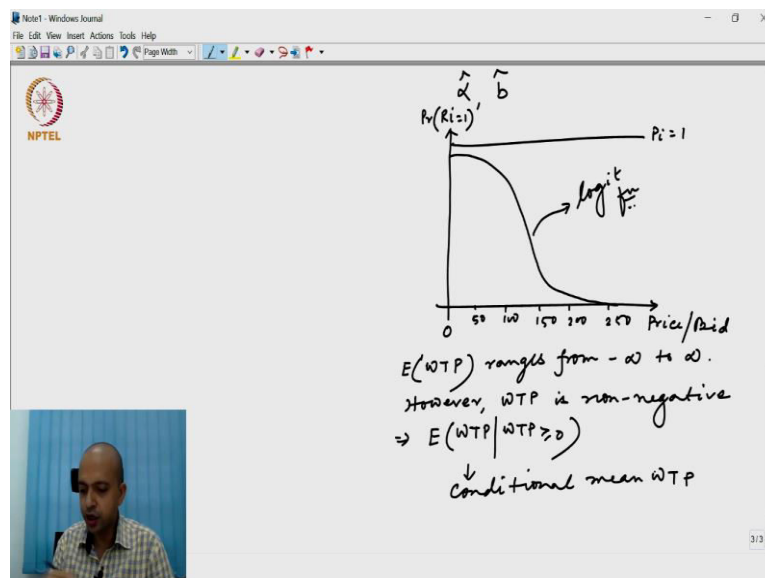 Note1 - Windows Journal
File Edit View Insert Actions Tools Help
Page Width
NPTEL
α̂ b̂
Pr(Ri=1)
1
Pi = 1
logit fn
0 50 100 150 200 250 Price/Bid
E(WTP) ranges from -∞ to ∞.
However, WTP is non-negative
⇒ E(WTP|WTP≥0)
↓
conditional mean WTP
3/3